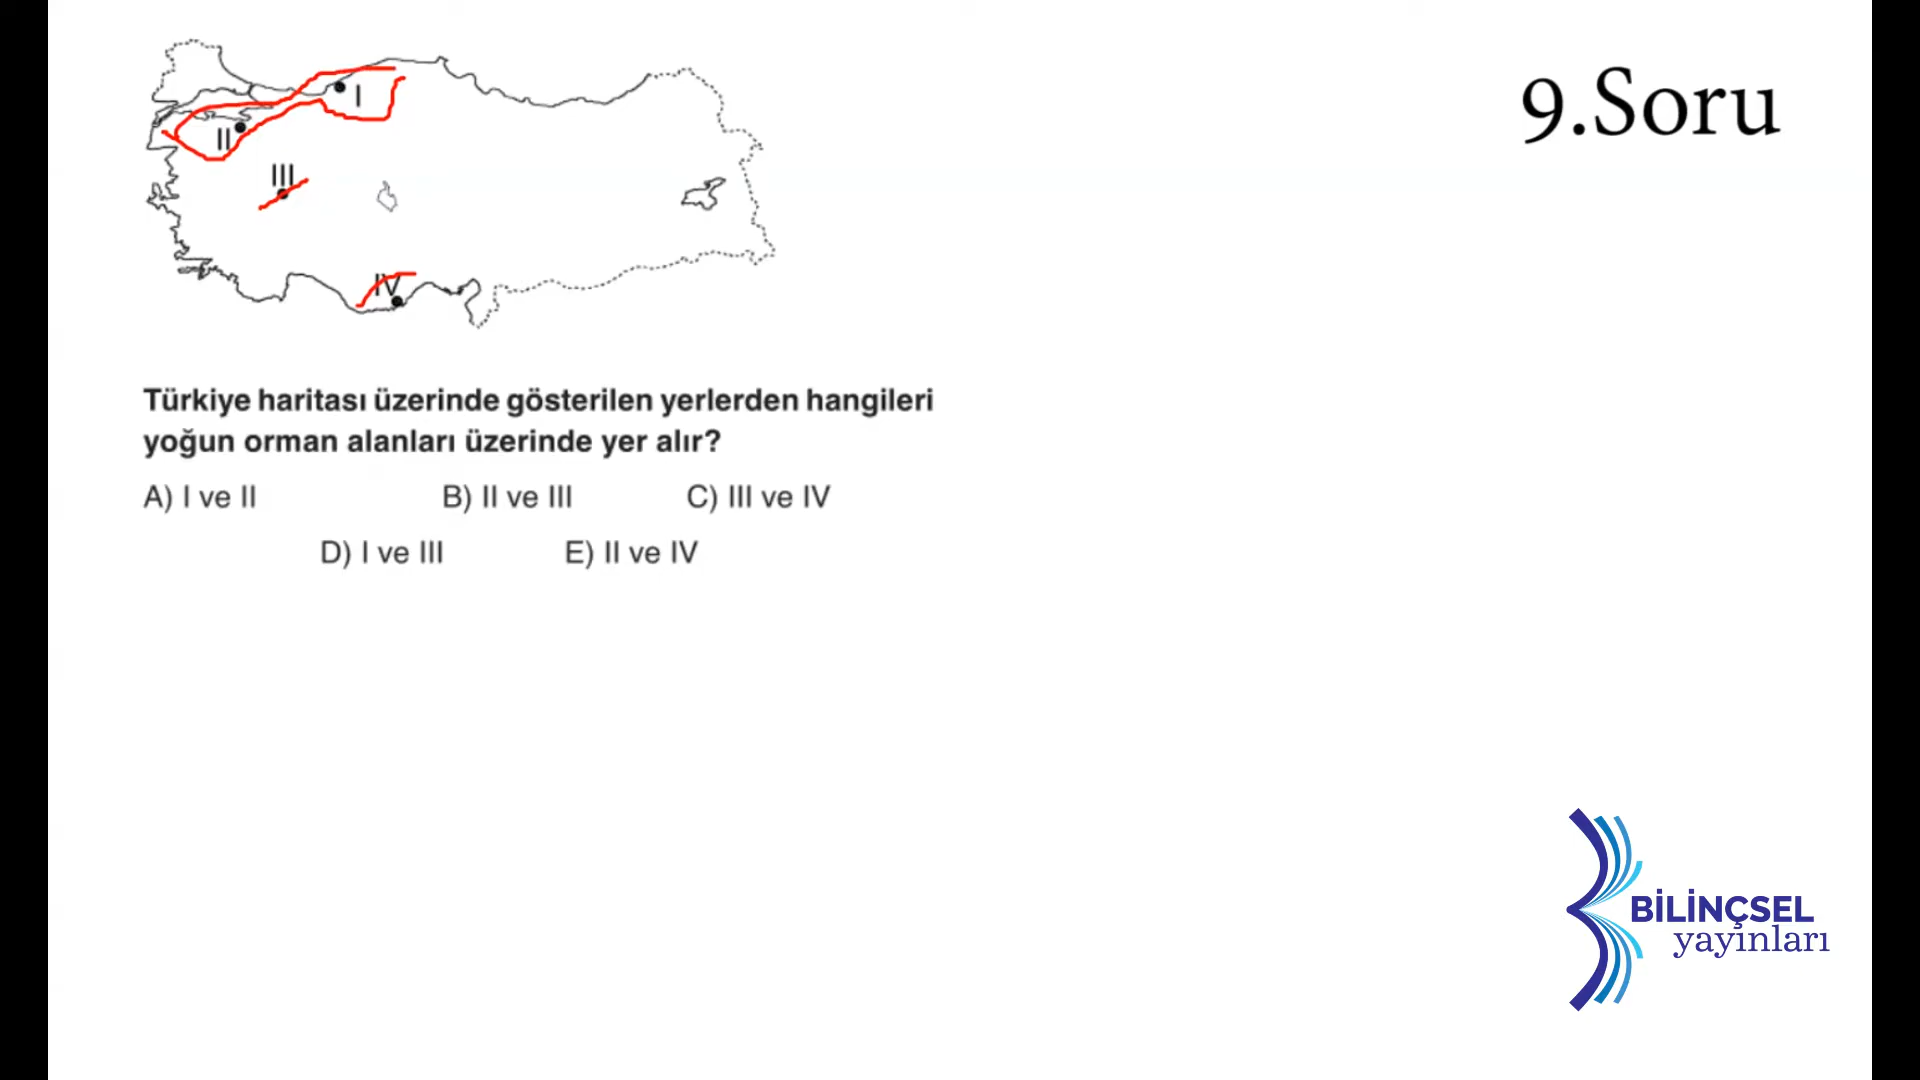 9.Soru
I
II
III
IV
Türkiye haritası üzerinde gösterilen yerlerden hangileri
yoğun orman alanları üzerinde yer alır?
A) I ve II B) II ve III C) III ve IV
D) I ve III E) II ve IV
BİLİNÇSEL
yayınları